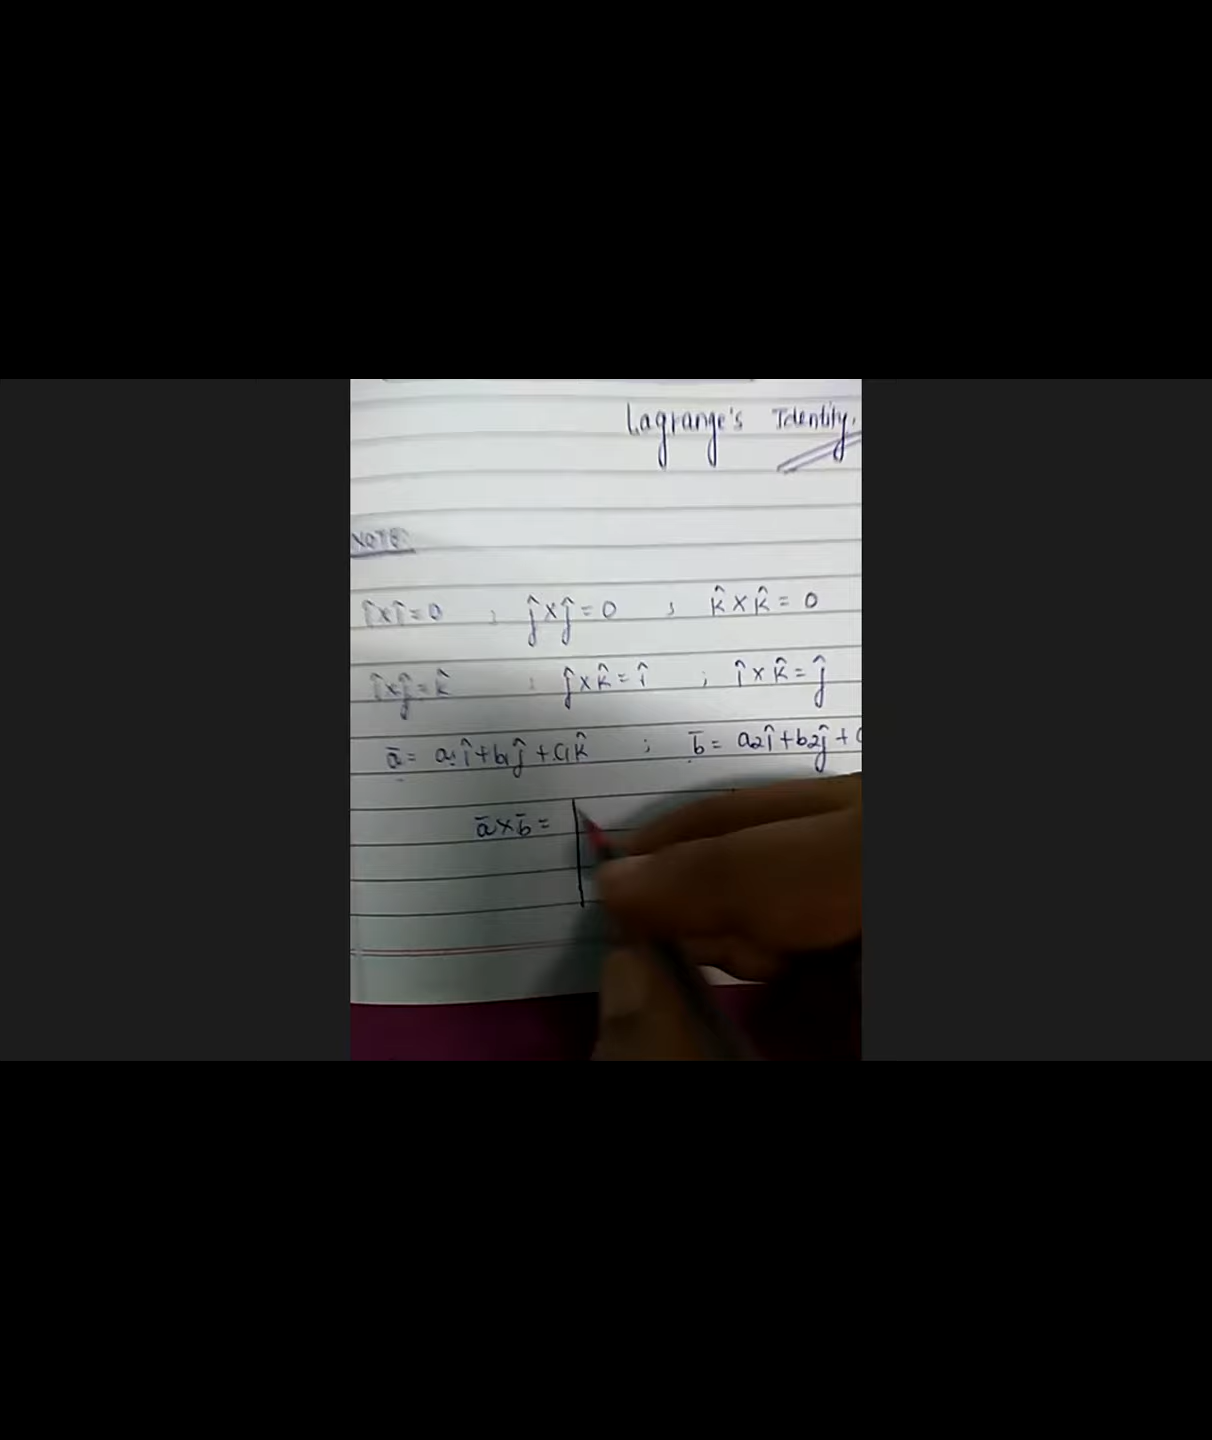 Lagrange's Identity.
NOTE:
î×î=0 ; ĵ×ĵ=0 ; k̂×k̂=0
î×ĵ=k̂ ; ĵ×k̂=î ; î×k̂=ĵ
ā= a₁î+b₁ĵ+c₁k̂ ; b̄= a₂î+b₂ĵ+
ā×b̄=